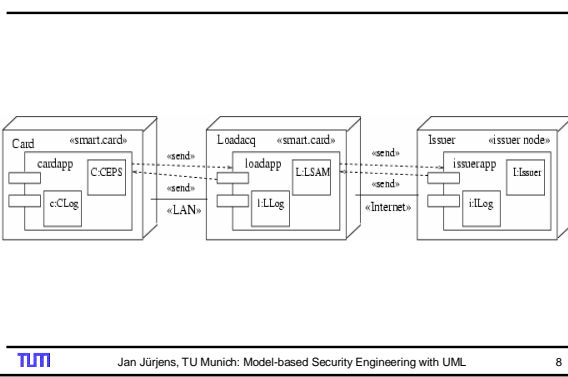 Card «smart.card»
cardapp
C:CEPS
c:CLog
«send»
«send»
«LAN»
Loadacq «smart.card»
loadapp
L:LSAM
l:LLog
«send»
«send»
«Internet»
Issuer «issuer node»
issuerapp
I:Issuer
i:ILog
TUM
Jan Jürjens, TU Munich: Model-based Security Engineering with UML
8